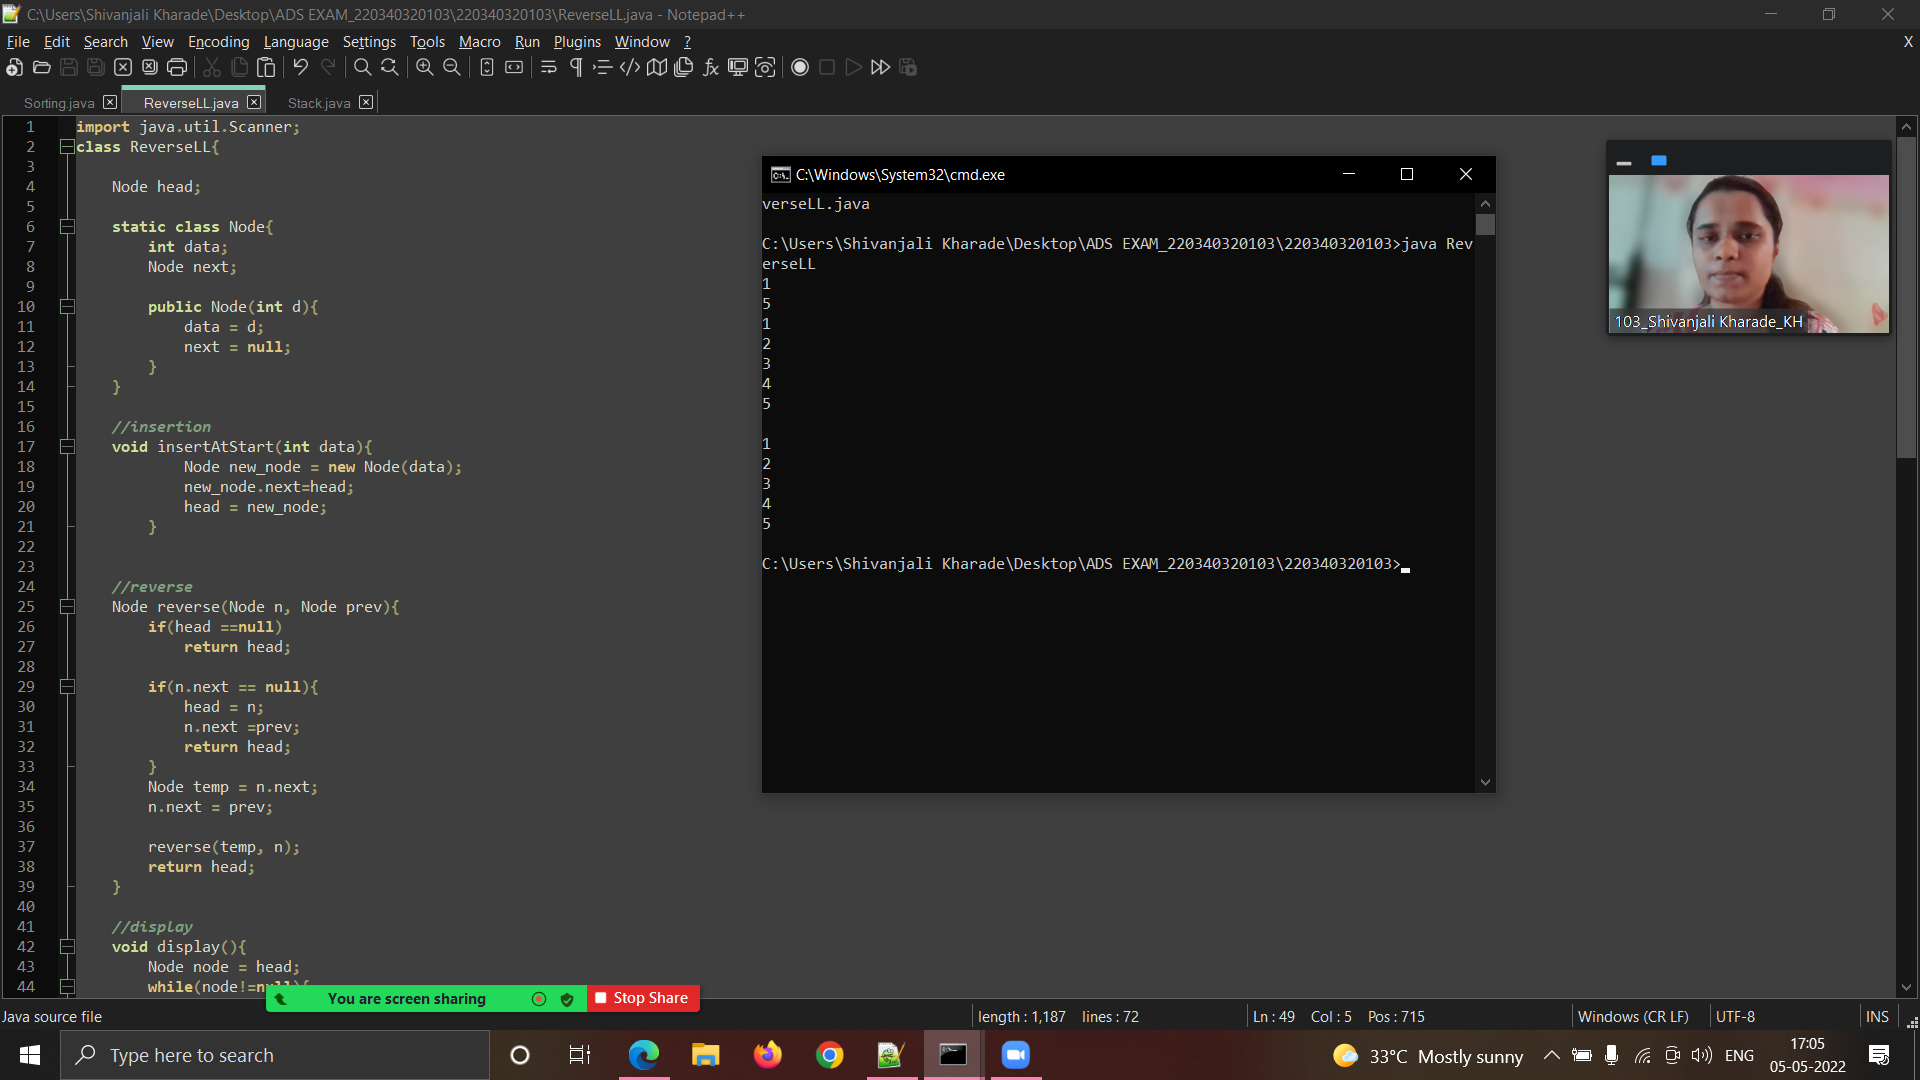 C:\Users\Shivanjali Kharade\Desktop\ADS EXAM_220340320103\220340320103\ReverseLL.java - Notepad++
File Edit Search View Encoding Language Settings Tools Macro Run Plugins Window ? X
Sorting.java ReverseLL.java Stack.java
1 import java.util.Scanner;
2 class ReverseLL{
3
4 Node head;
5
6 static class Node{
7 int data;
8 Node next;
9
10 public Node(int d){
11 data = d;
12 next = null;
13 }
14 }
15
16 //insertion
17 void insertAtStart(int data){
18 Node new_node = new Node(data);
19 new_node.next=head;
20 head = new_node;
21 }
22
23
24 //reverse
25 Node reverse(Node n, Node prev){
26 if(head ==null)
27 return head;
28
29 if(n.next == null){
30 head = n;
31 n.next =prev;
32 return head;
33 }
34 Node temp = n.next;
35 n.next = prev;
36
37 reverse(temp, n);
38 return head;
39 }
40
41 //display
42 void display(){
43 Node node = head;
44 while(node!=null){
C:\Windows\System32\cmd.exe
verseLL.java
C:\Users\Shivanjali Kharade\Desktop\ADS EXAM_220340320103\220340320103>java Rev
erseLL
1
5
1
2
3
4
5
1
2
3
4
5
C:\Users\Shivanjali Kharade\Desktop\ADS EXAM_220340320103\220340320103>
103_Shivanjali Kharade_KH
You are screen sharing Stop Share
Java source file length : 1,187 lines : 72 Ln : 49 Col : 5 Pos : 715 Windows (CR LF) UTF-8 INS
Type here to search
33°C Mostly sunny ENG 17:05
05-05-2022